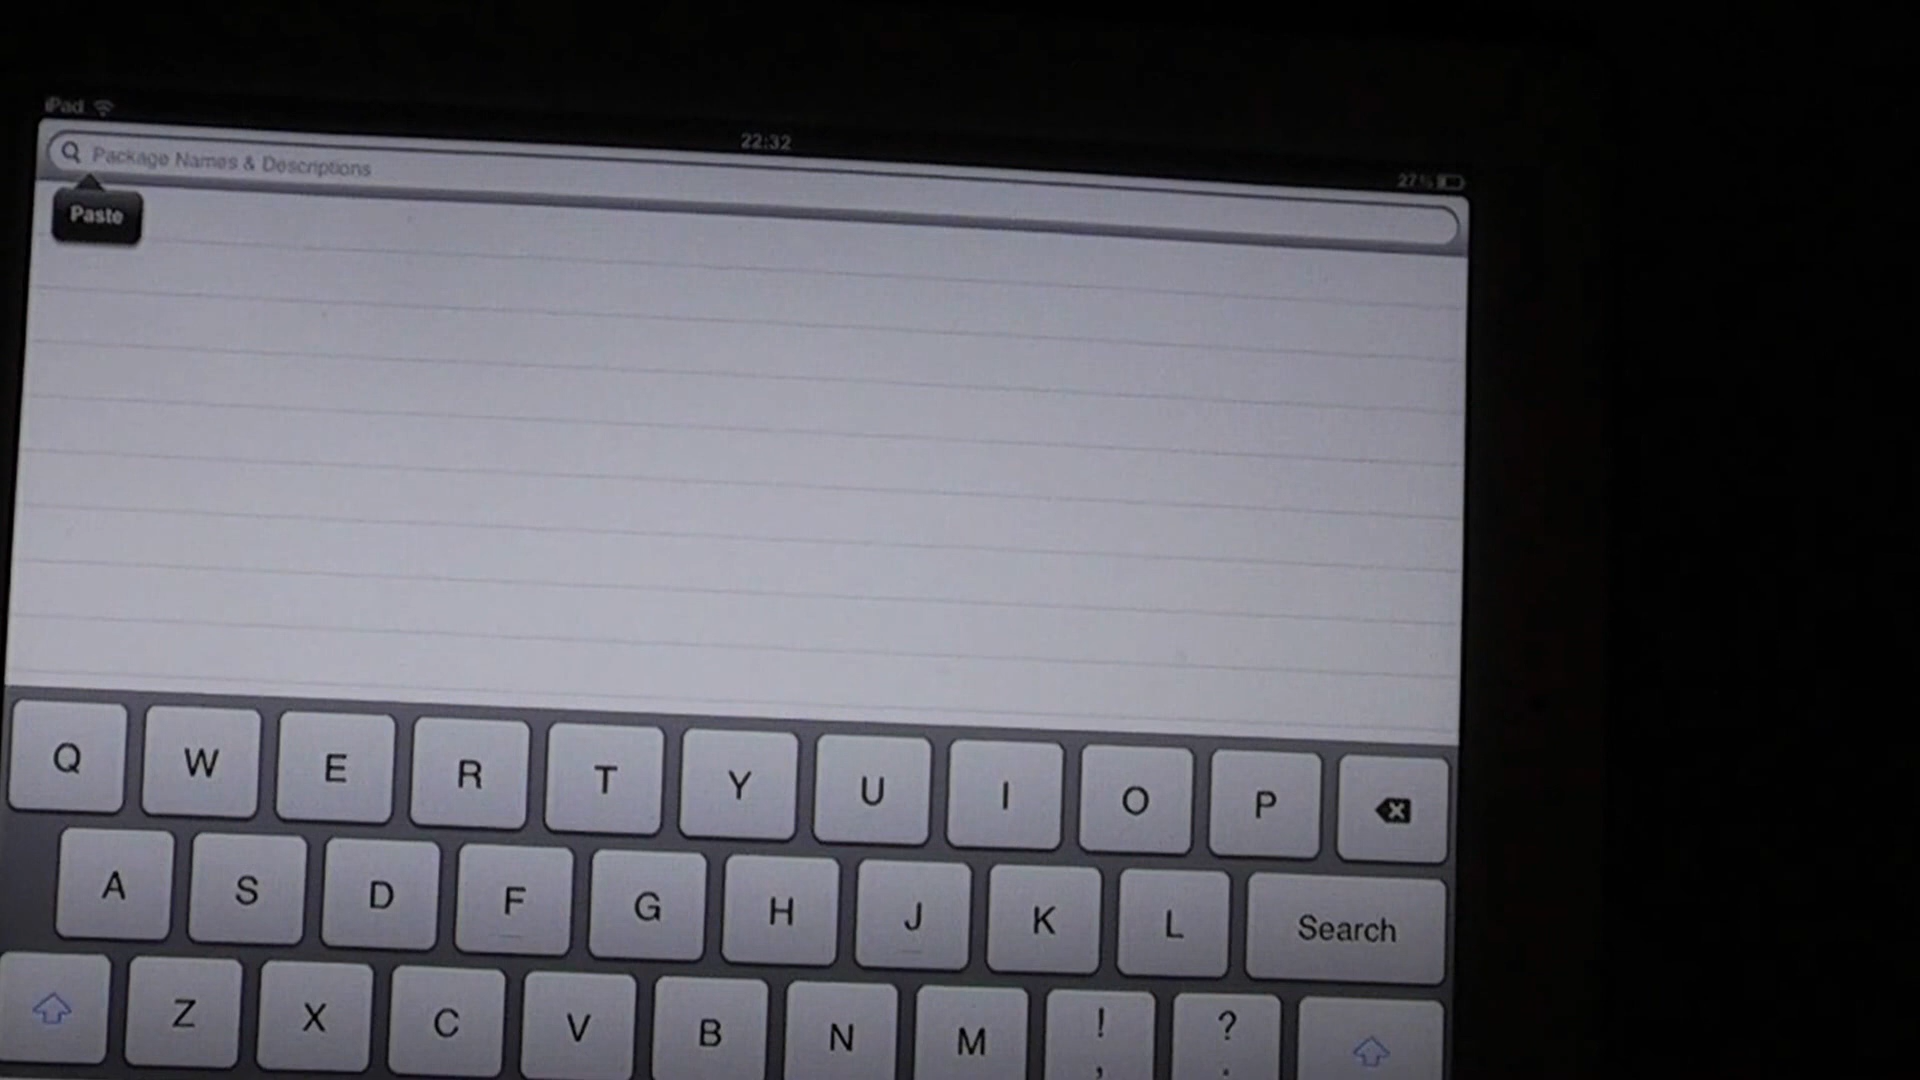 iPad
22:32
27%
Package Names & Descriptions
Paste
Q W E R T Y U I O P
A S D F G H J K L Search
Z X C V B N M ! , ? .